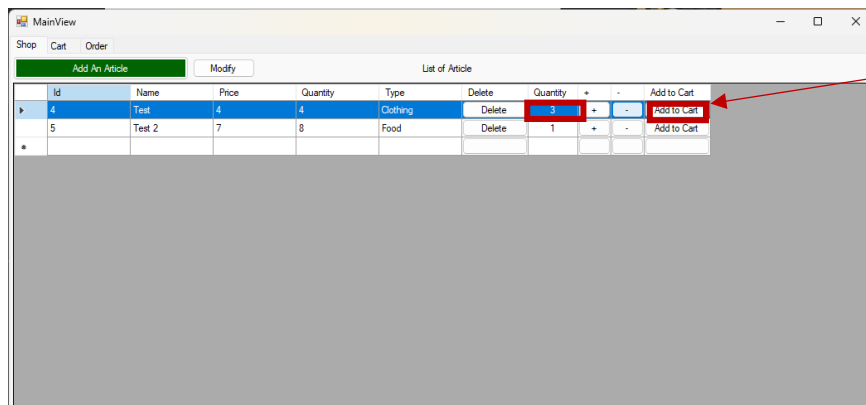 MainView
Shop Cart Order
Add An Article Modify List of Article
Id Name Price Quantity Type Delete Quantity + - Add to Cart
4 Test 4 4 Clothing Delete 3 + - Add to Cart
5 Test 2 7 8 Food Delete 1 + - Add to Cart